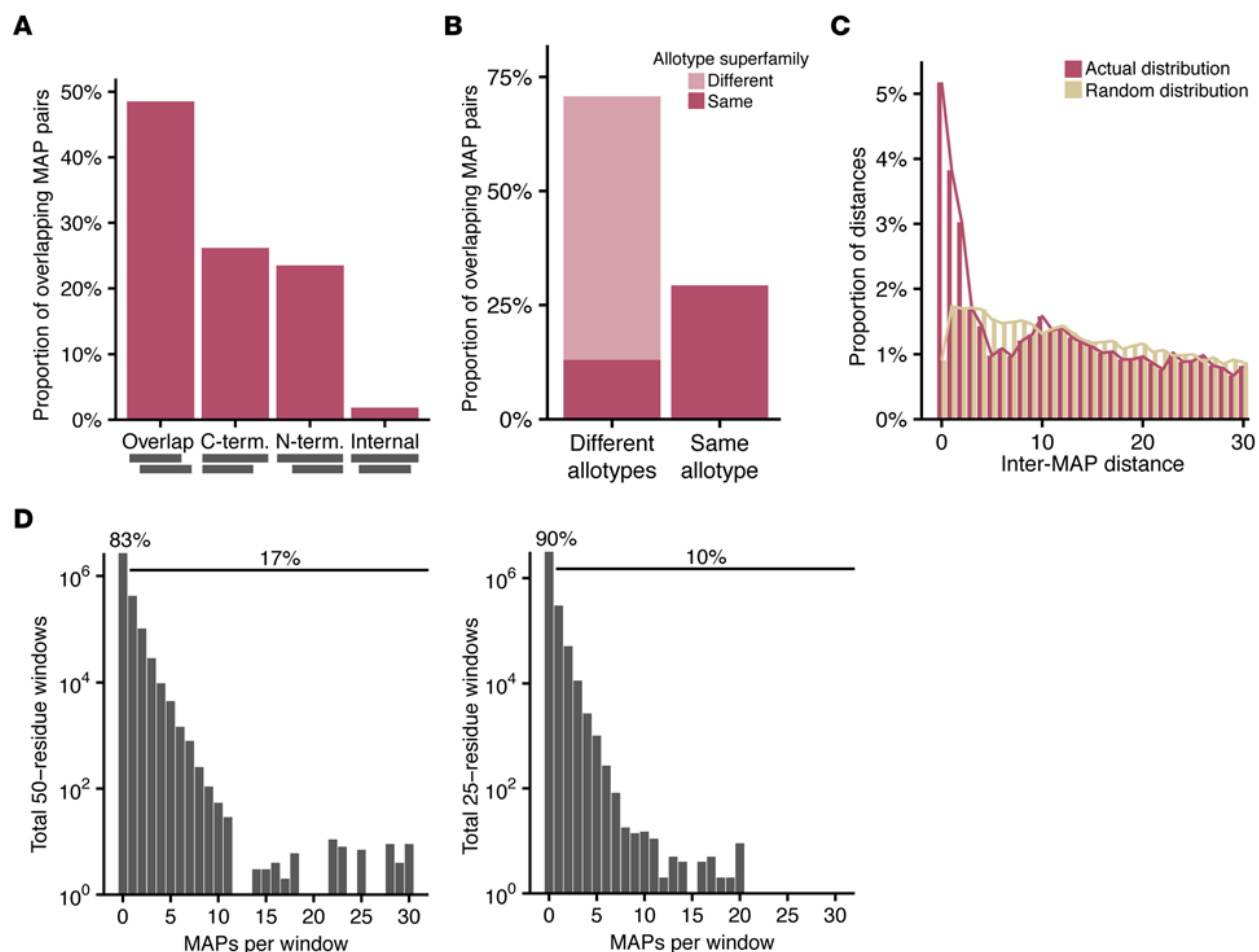 A
Proportion of overlapping MAP pairs
50%
40%
30%
20%
10%
0%
Overlap C-term. N-term. Internal
B
Proportion of overlapping MAP pairs
Allotype superfamily
Different
Same
75%
50%
25%
0%
Different allotypes
Same allotype
C
Actual distribution
Random distribution
Proportion of distances
5%
4%
3%
2%
1%
0%
0 10 20 30
Inter-MAP distance
D
83%
17%
Total 50-residue windows
10^6
10^4
10^2
10^0
0 5 10 15 20 25 30
MAPs per window
90%
10%
Total 25-residue windows
10^6
10^4
10^2
10^0
0 5 10 15 20 25 30
MAPs per window